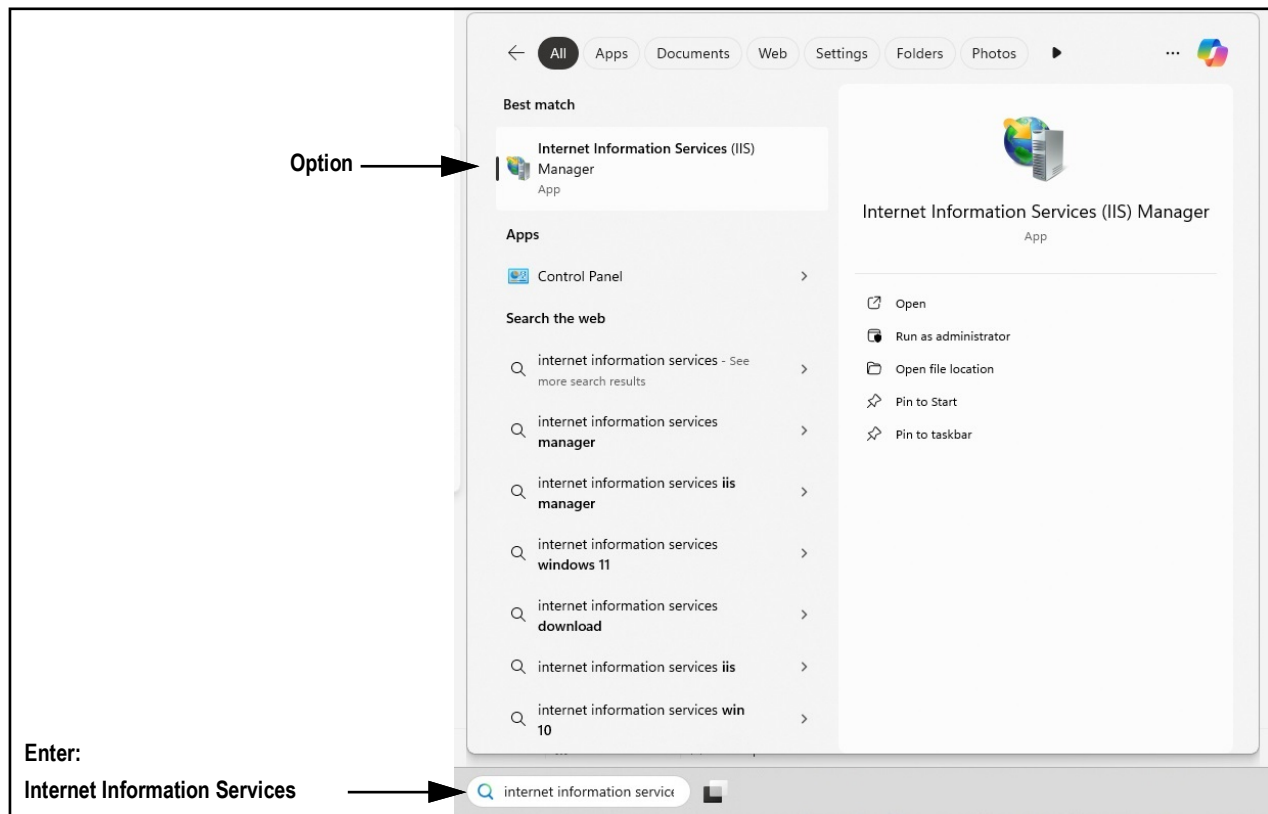 All Apps Documents Web Settings Folders Photos ...
Best match
Option
Internet Information Services (IIS)
Manager
App
Apps
Control Panel
Search the web
internet information services - See
more search results
internet information services
manager
internet information services iis
manager
internet information services
windows 11
internet information services
download
internet information services iis
internet information services win
10
Internet Information Services (IIS) Manager
App
Open
Run as administrator
Open file location
Pin to Start
Pin to taskbar
Enter:
Internet Information Services
internet information service